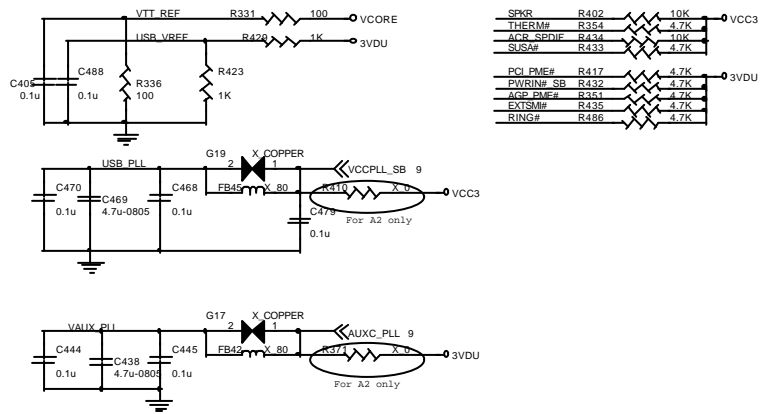 VTT_REF R331 100 VCORE
USB_VREF R429 1K 3VDU
C405 0.1u
C488 0.1u
R336 100
R423 1K
SPKR R402 10K VCC3
THERM# R354 4.7K
ACR_SPDIF R434 10K
SUSA# R433 4.7K
PCI_PME# R417 4.7K 3VDU
PWRIN#_SB R432 4.7K
AGP_PME# R351 4.7K
EXTSMI# R435 4.7K
RING# R486 4.7K
USB_PLL
G19 X_COPPER
2 1
VCCPLL_SB 9
FB45 X_80
R410 X_0 VCC3
For A2 only
C470 0.1u
C469 4.7u-0805
C468 0.1u
C479 0.1u
VAUX_PLL
G17 X_COPPER
2 1
AUXC_PLL 9
FB42 X_80
R371 X_0 3VDU
For A2 only
C444 0.1u
C438 4.7u-0805
C445 0.1u